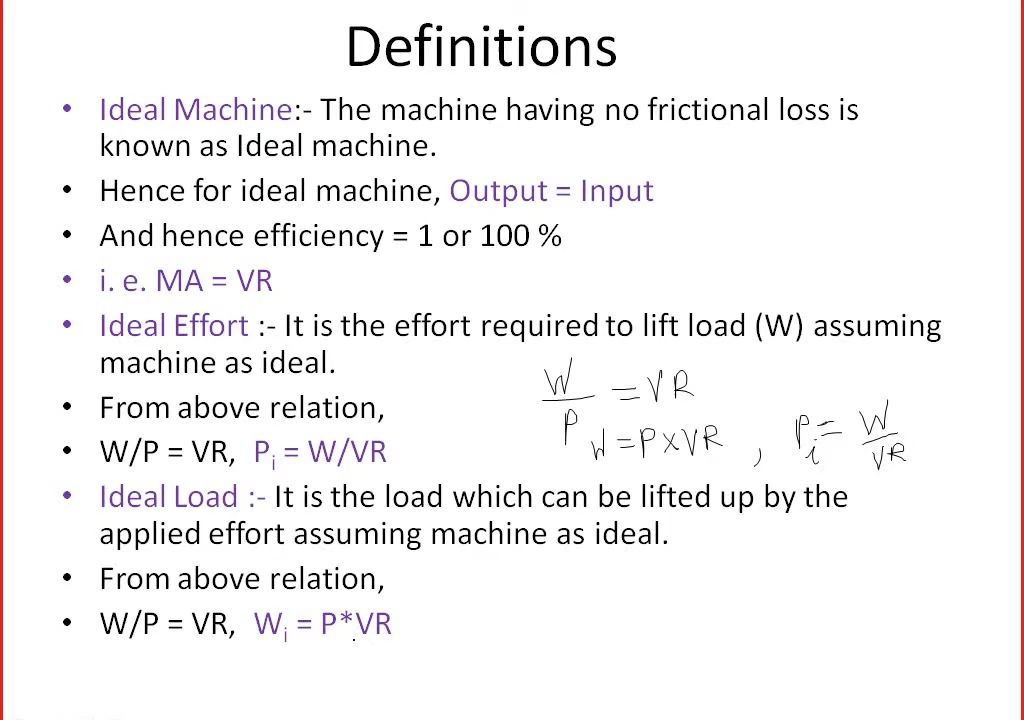 Definitions
• Ideal Machine:- The machine having no frictional loss is
known as Ideal machine.
• Hence for ideal machine, Output = Input
• And hence efficiency = 1 or 100 %
• i. e. MA = VR
• Ideal Effort :- It is the effort required to lift load (W) assuming
machine as ideal.
W/P = VR
• From above relation,
W = P x VR , Pi = W/VR
• W/P = VR, Pi = W/VR
• Ideal Load :- It is the load which can be lifted up by the
applied effort assuming machine as ideal.
• From above relation,
• W/P = VR, Wi = P*VR